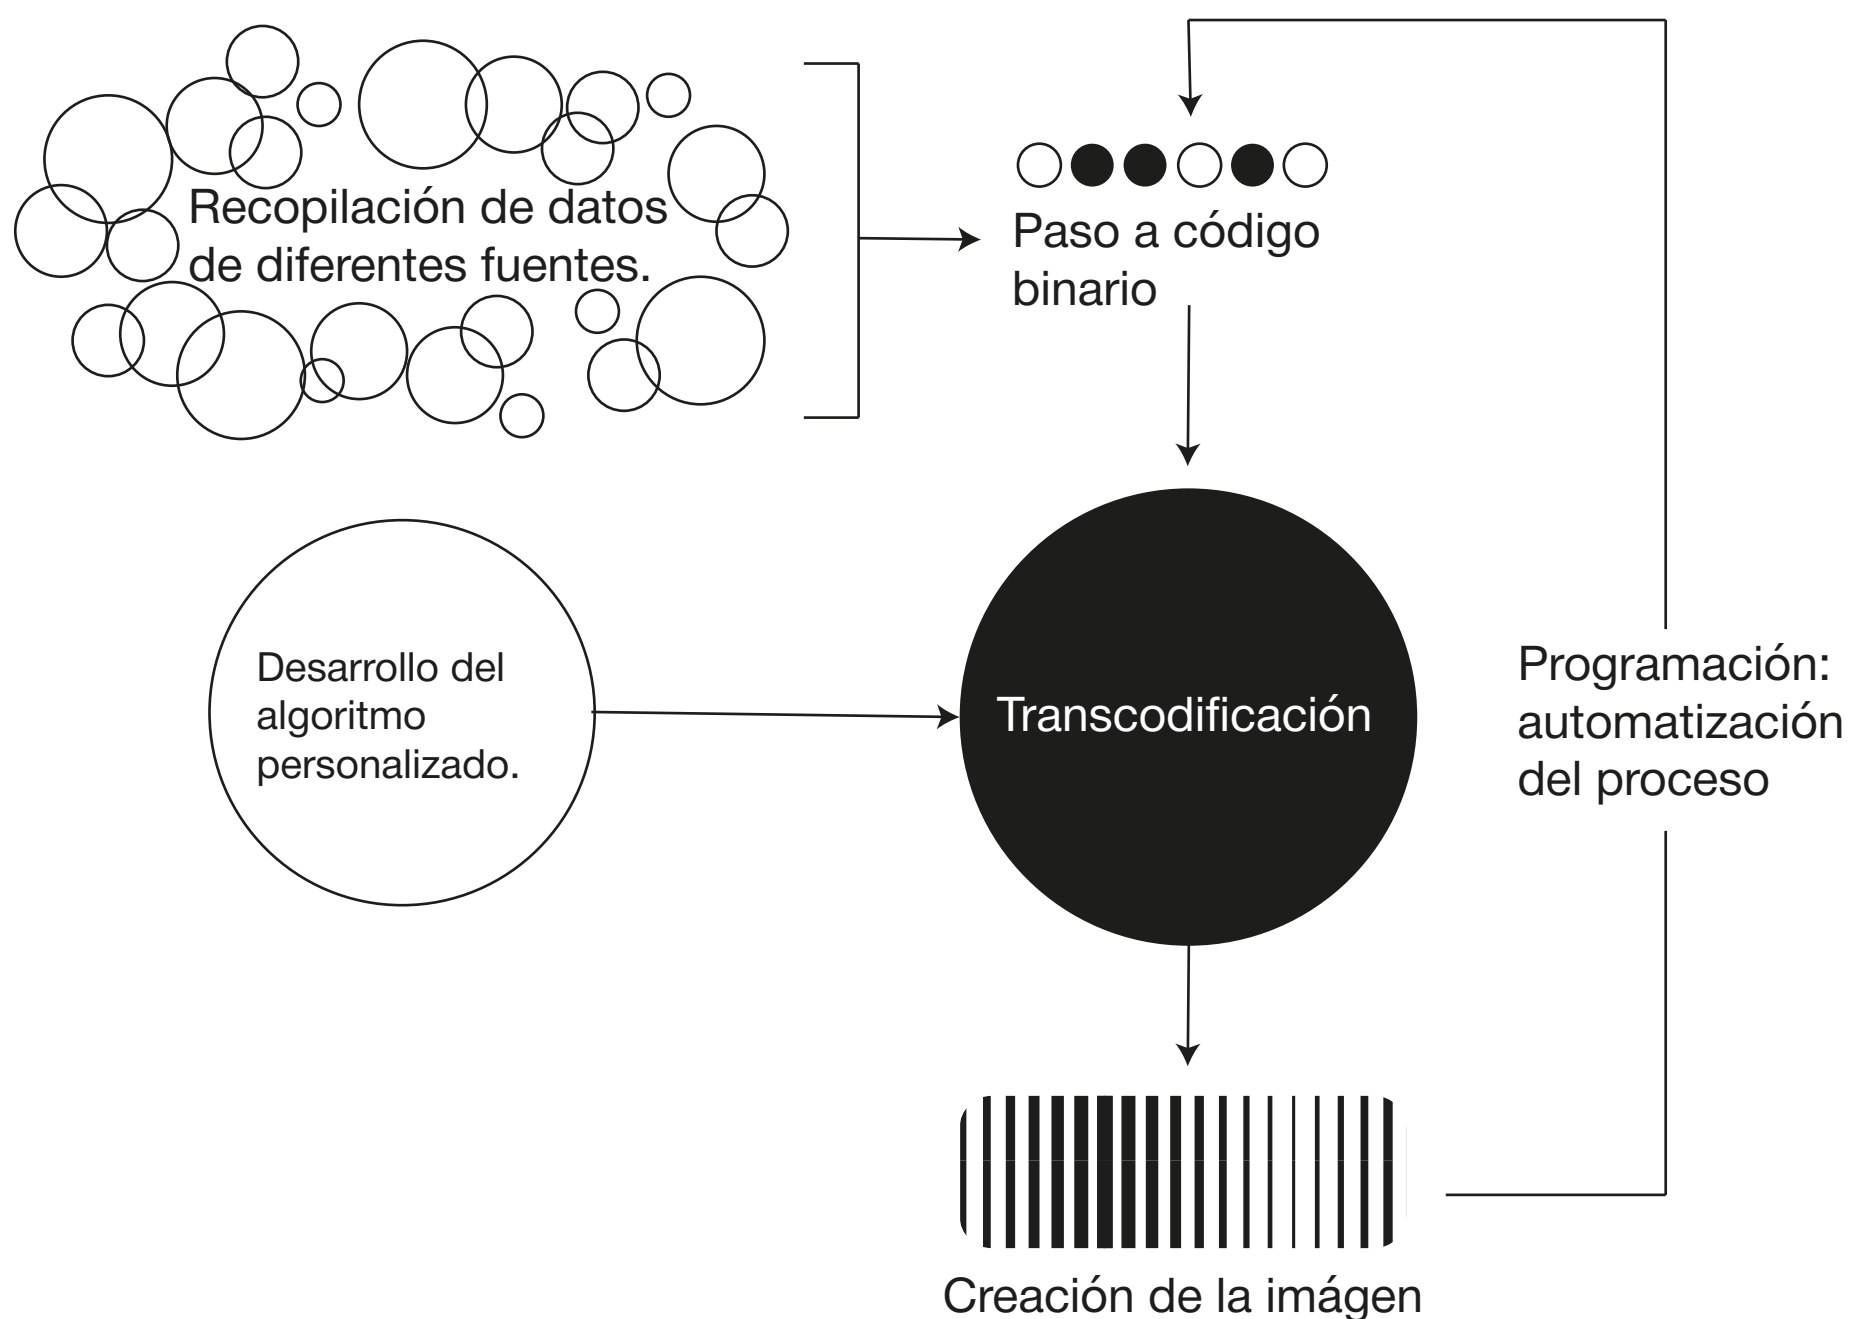 Recopilación de datos
de diferentes fuentes.
Paso a código
binario
Desarrollo del
algoritmo
personalizado.
Transcodificación
Programación:
automatización
del proceso
Creación de la imágen